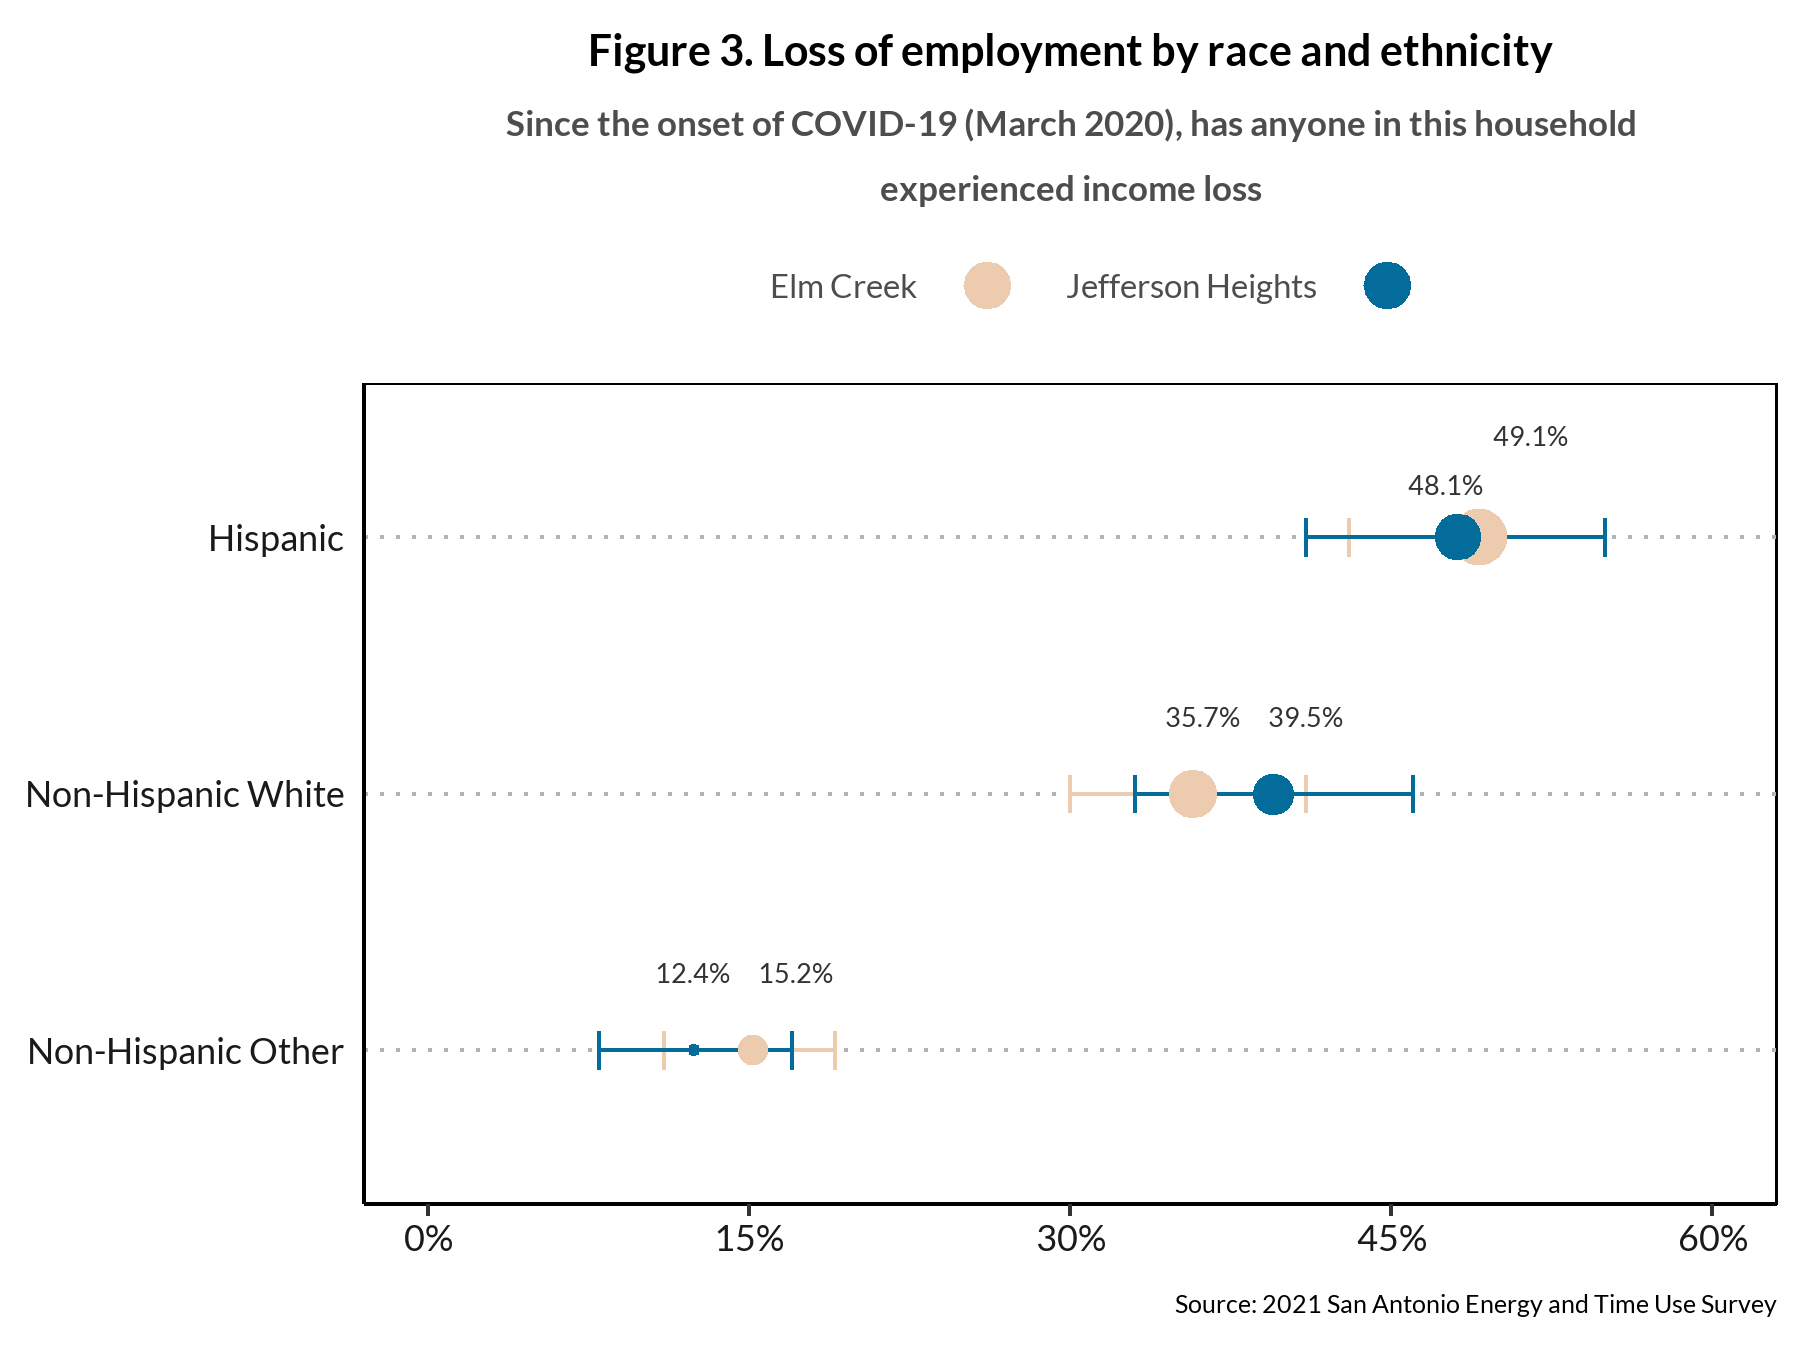 Figure 3. Loss of employment by race and ethnicity
Since the onset of COVID-19 (March 2020), has anyone in this household
experienced income loss
Elm Creek
Jefferson Heights
49.1%
48.1%
Hispanic
35.7%
39.5%
Non-Hispanic White
12.4%
15.2%
Non-Hispanic Other
0%
15%
30%
45%
60%
Source: 2021 San Antonio Energy and Time Use Survey